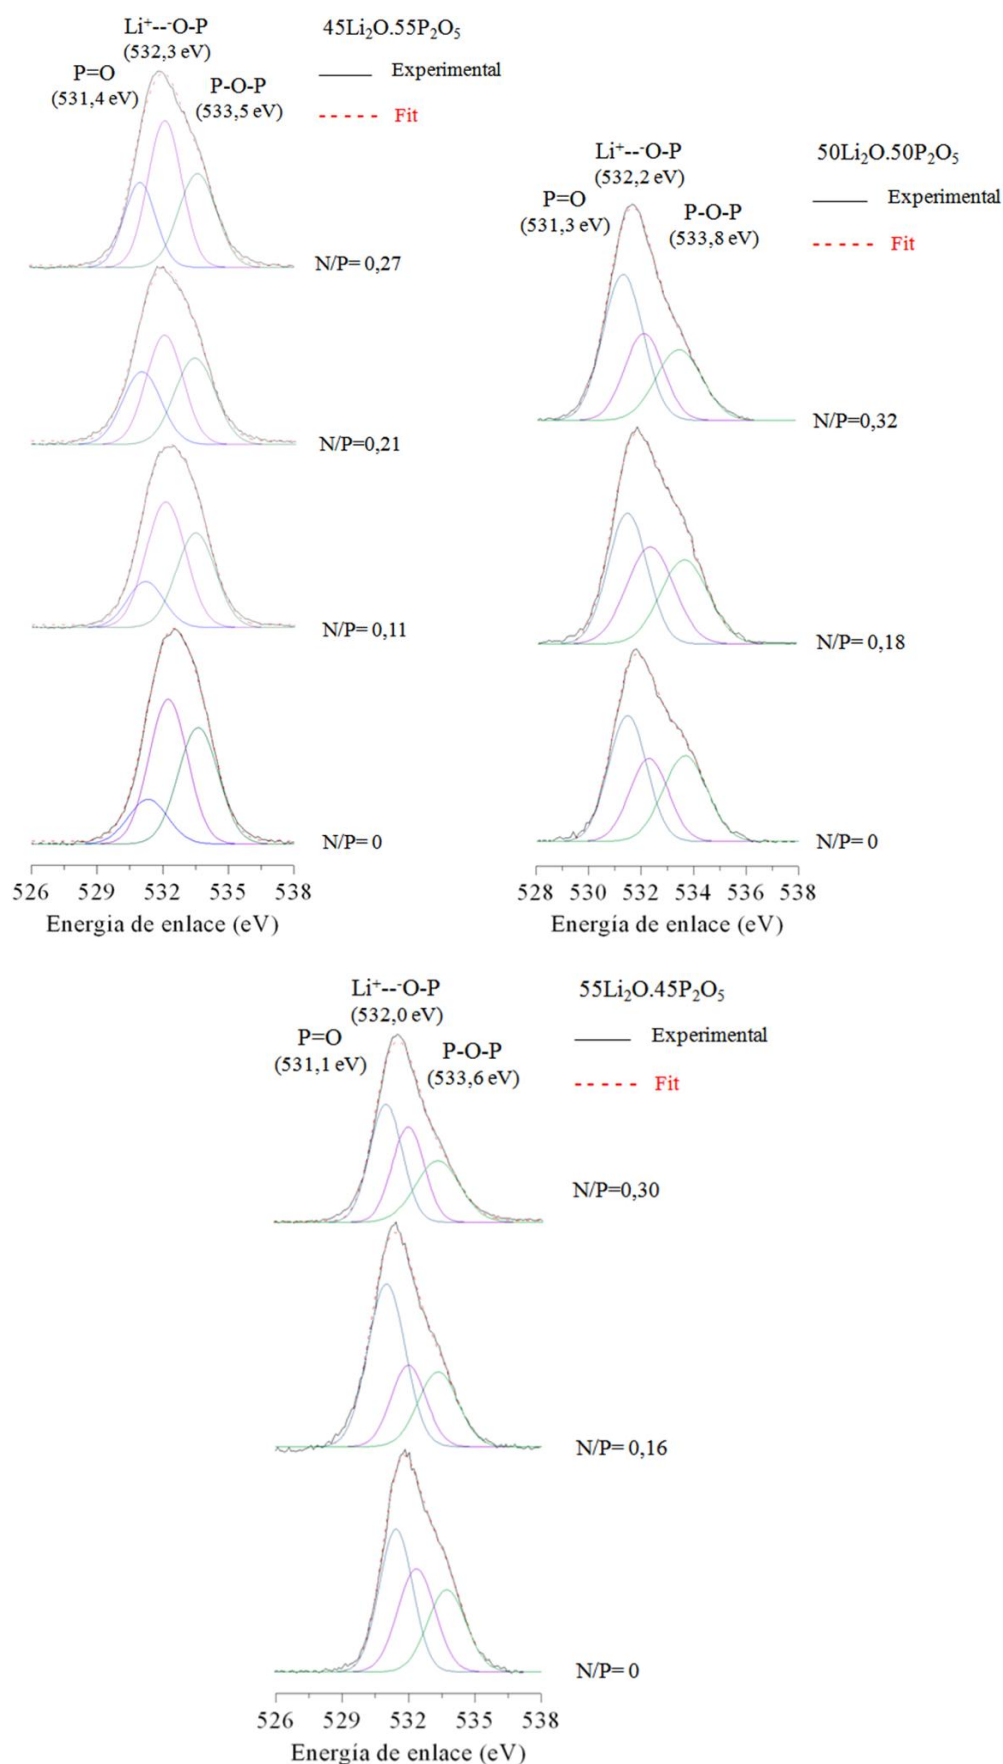 Li⁺--⁻O-P
(532,3 eV)
P=O
(531,4 eV)
P-O-P
(533,5 eV)
45Li₂O.55P₂O₅
Experimental
Fit
N/P= 0,27
N/P=0,21
N/P= 0,11
N/P= 0
526 529 532 535 538
Energía de enlace (eV)
Li⁺--⁻O-P
(532,2 eV)
P=O
(531,3 eV)
P-O-P
(533,8 eV)
50Li₂O.50P₂O₅
Experimental
Fit
N/P= 0,32
N/P= 0,18
N/P= 0
528 530 532 534 536 538
Energía de enlace (eV)
Li⁺--⁻O-P
(532,0 eV)
P=O
(531,1 eV)
P-O-P
(533,6 eV)
55Li₂O.45P₂O₅
Experimental
Fit
N/P=0,30
N/P= 0,16
N/P= 0
526 529 532 535 538
Energía de enlace (eV)